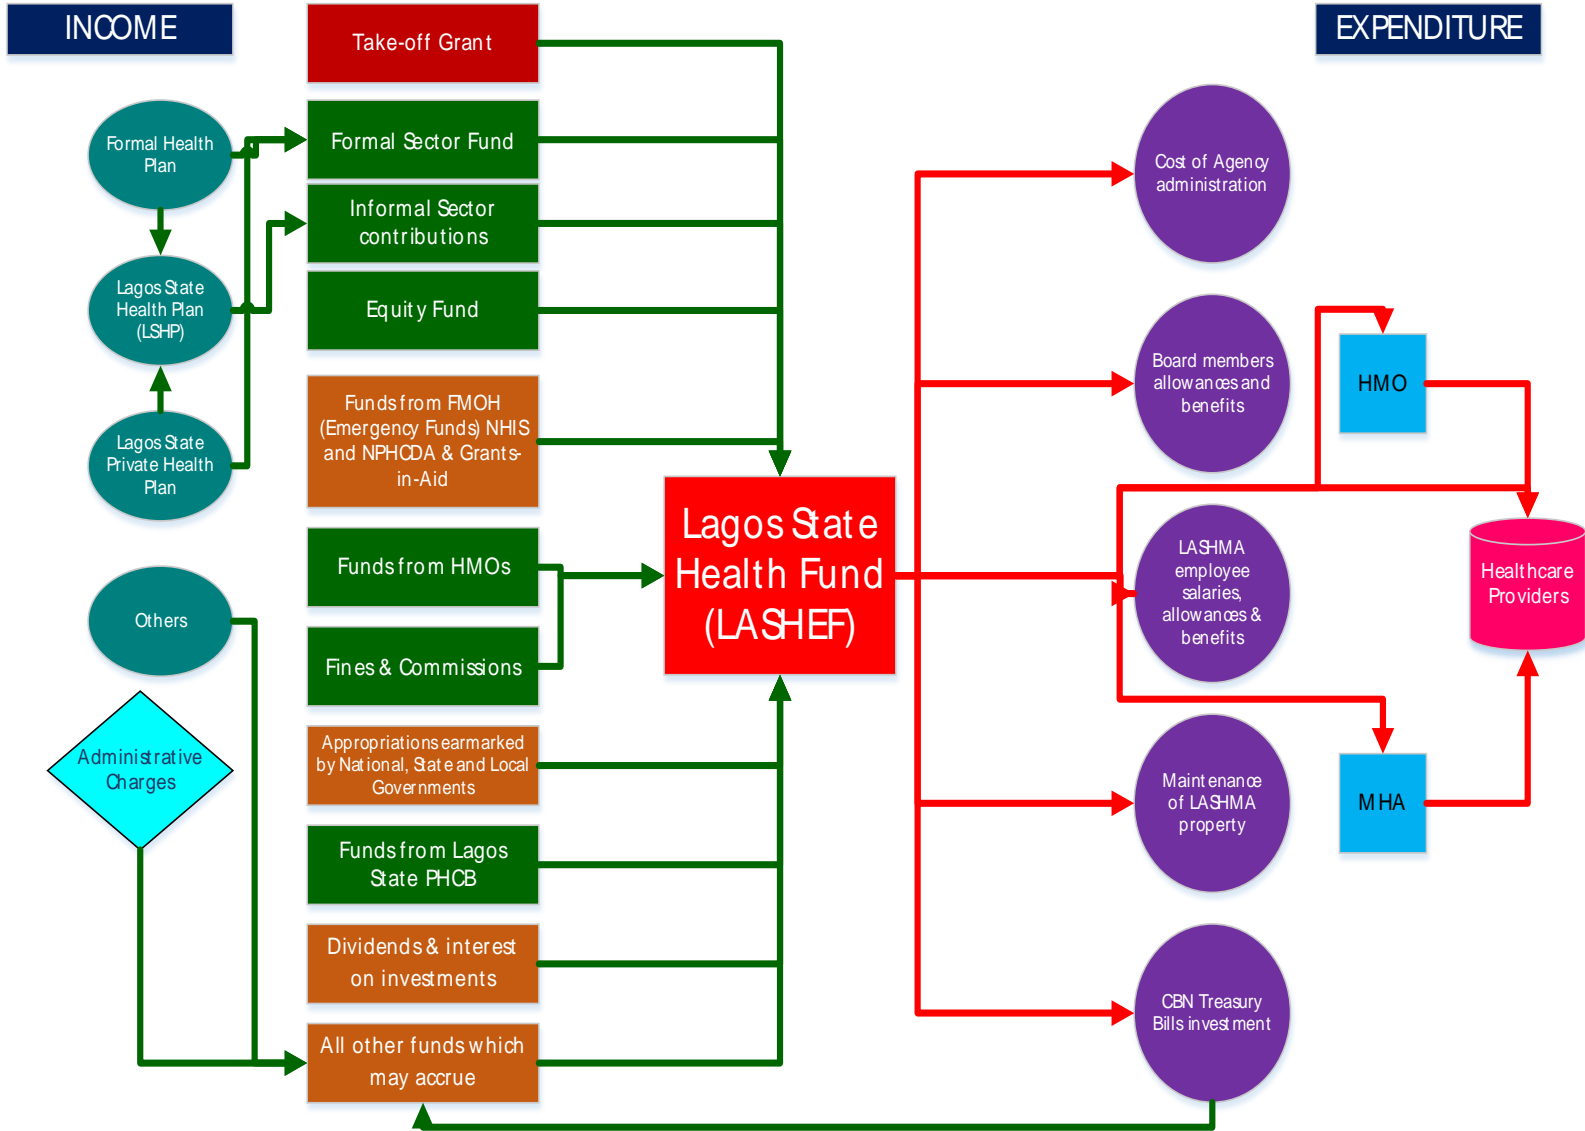 INCOME
EXPENDITURE
Take-off Grant
Formal Health
Plan
Formal Sector Fund
Informal Sector
contributions
Lagos State
Health Plan
(LSHP)
Equity Fund
Lagos State
Private Health
Plan
Funds from FMOH
(Emergency Funds) NHIS
and NPHCDA & Grants-
in-Aid
Funds from HMOs
Others
Fines & Commissions
Administrative
Charges
Appropriations earmarked
by National, State and Local
Governments
Funds from Lagos
State PHCB
Dividends & interest
on investments
All other funds which
may accrue
Lagos State
Health Fund
(LASHEF)
Cost of Agency
administration
Board members
allowances and
benefits
HMO
LASHMA
employee
salaries,
allowances &
benefits
Healthcare
Providers
Maintenance
of LASHMA
property
MHA
CBN Treasury
Bills investment